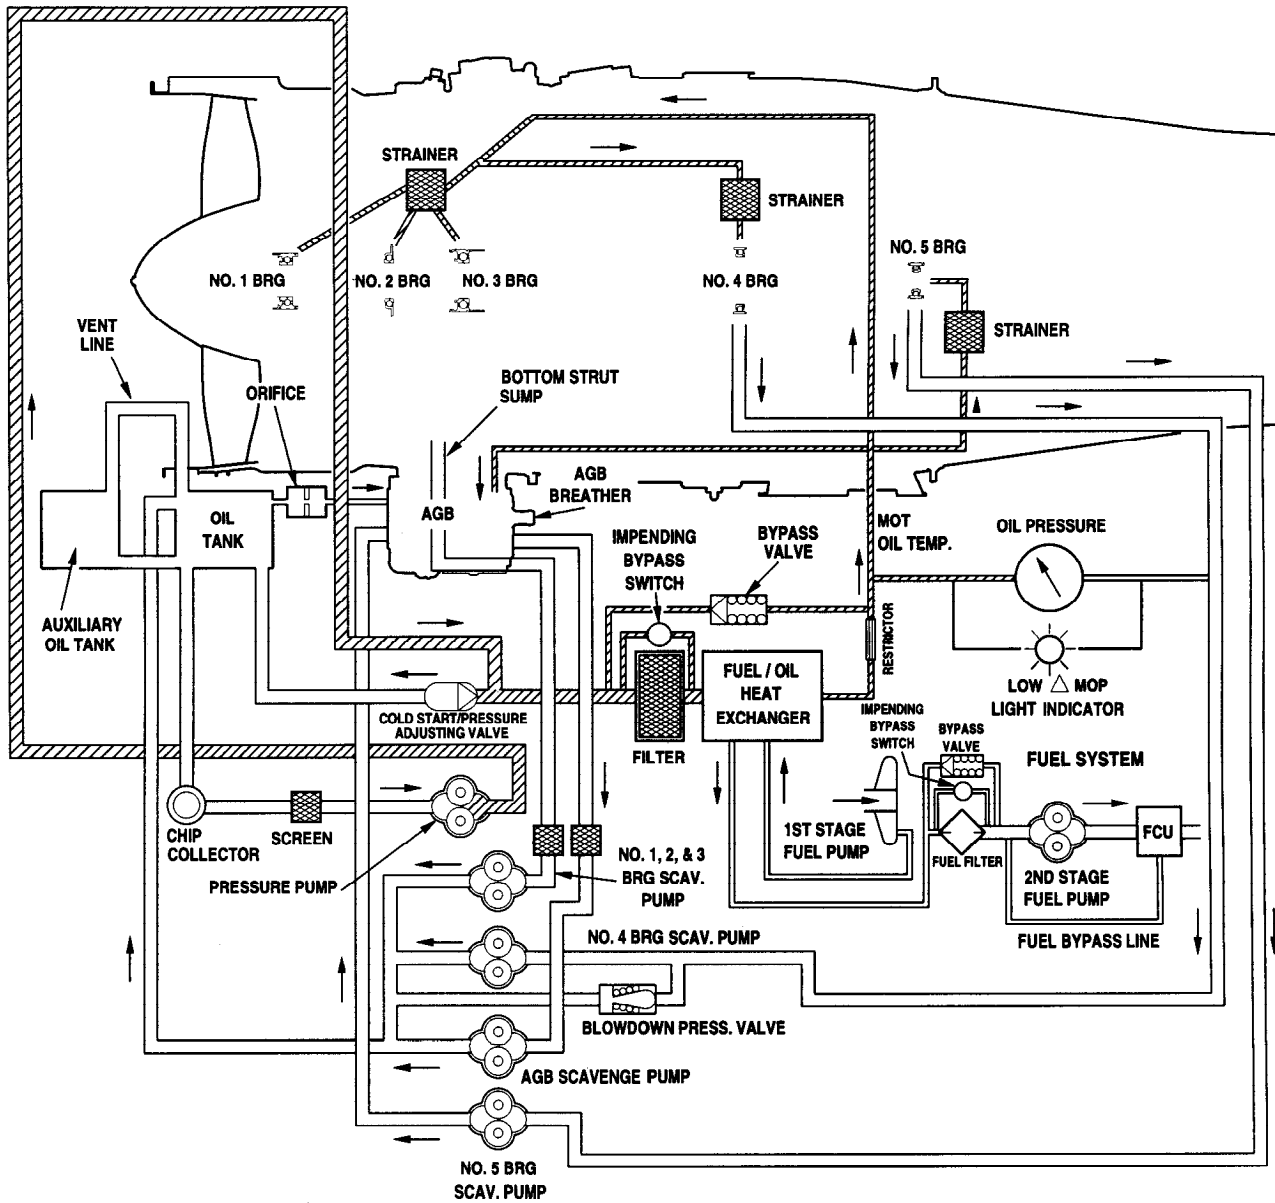 STRAINER
STRAINER
NO. 5 BRG
NO. 1 BRG
NO. 2 BRG
NO. 3 BRG
NO. 4 BRG
VENT
LINE
STRAINER
ORIFICE
BOTTOM STRUT
SUMP
AGB
BREATHER
AGB
OIL
TANK
IMPENDING
BYPASS
SWITCH
BYPASS
VALVE
MOT
OIL TEMP.
OIL PRESSURE
AUXILIARY
OIL TANK
RESTRICTOR
FUEL / OIL
HEAT
EXCHANGER
LOW △ MOP
LIGHT INDICATOR
COLD START/PRESSURE
ADJUSTING VALVE
FILTER
IMPENDING
BYPASS
SWITCH
BYPASS
VALVE
FUEL SYSTEM
CHIP
COLLECTOR
SCREEN
PRESSURE PUMP
NO. 1, 2, & 3
BRG SCAV.
PUMP
1ST STAGE
FUEL PUMP
FUEL FILTER
2ND STAGE
FUEL PUMP
FCU
FUEL BYPASS LINE
NO. 4 BRG SCAV. PUMP
BLOWDOWN PRESS. VALVE
AGB SCAVENGE PUMP
NO. 5 BRG
SCAV. PUMP